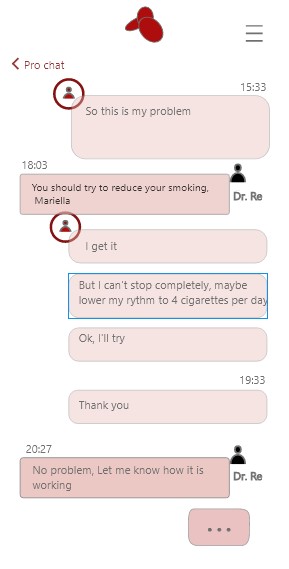 Pro chat
15:33
So this is my problem
18:03
You should try to reduce your smoking,
Mariella
Dr. Re
I get it
But I can't stop completely, maybe
lower my rythm to 4 cigarettes per day
Ok, I'll try
19:33
Thank you
20:27
No problem, Let me know how it is
working
Dr. Re
...